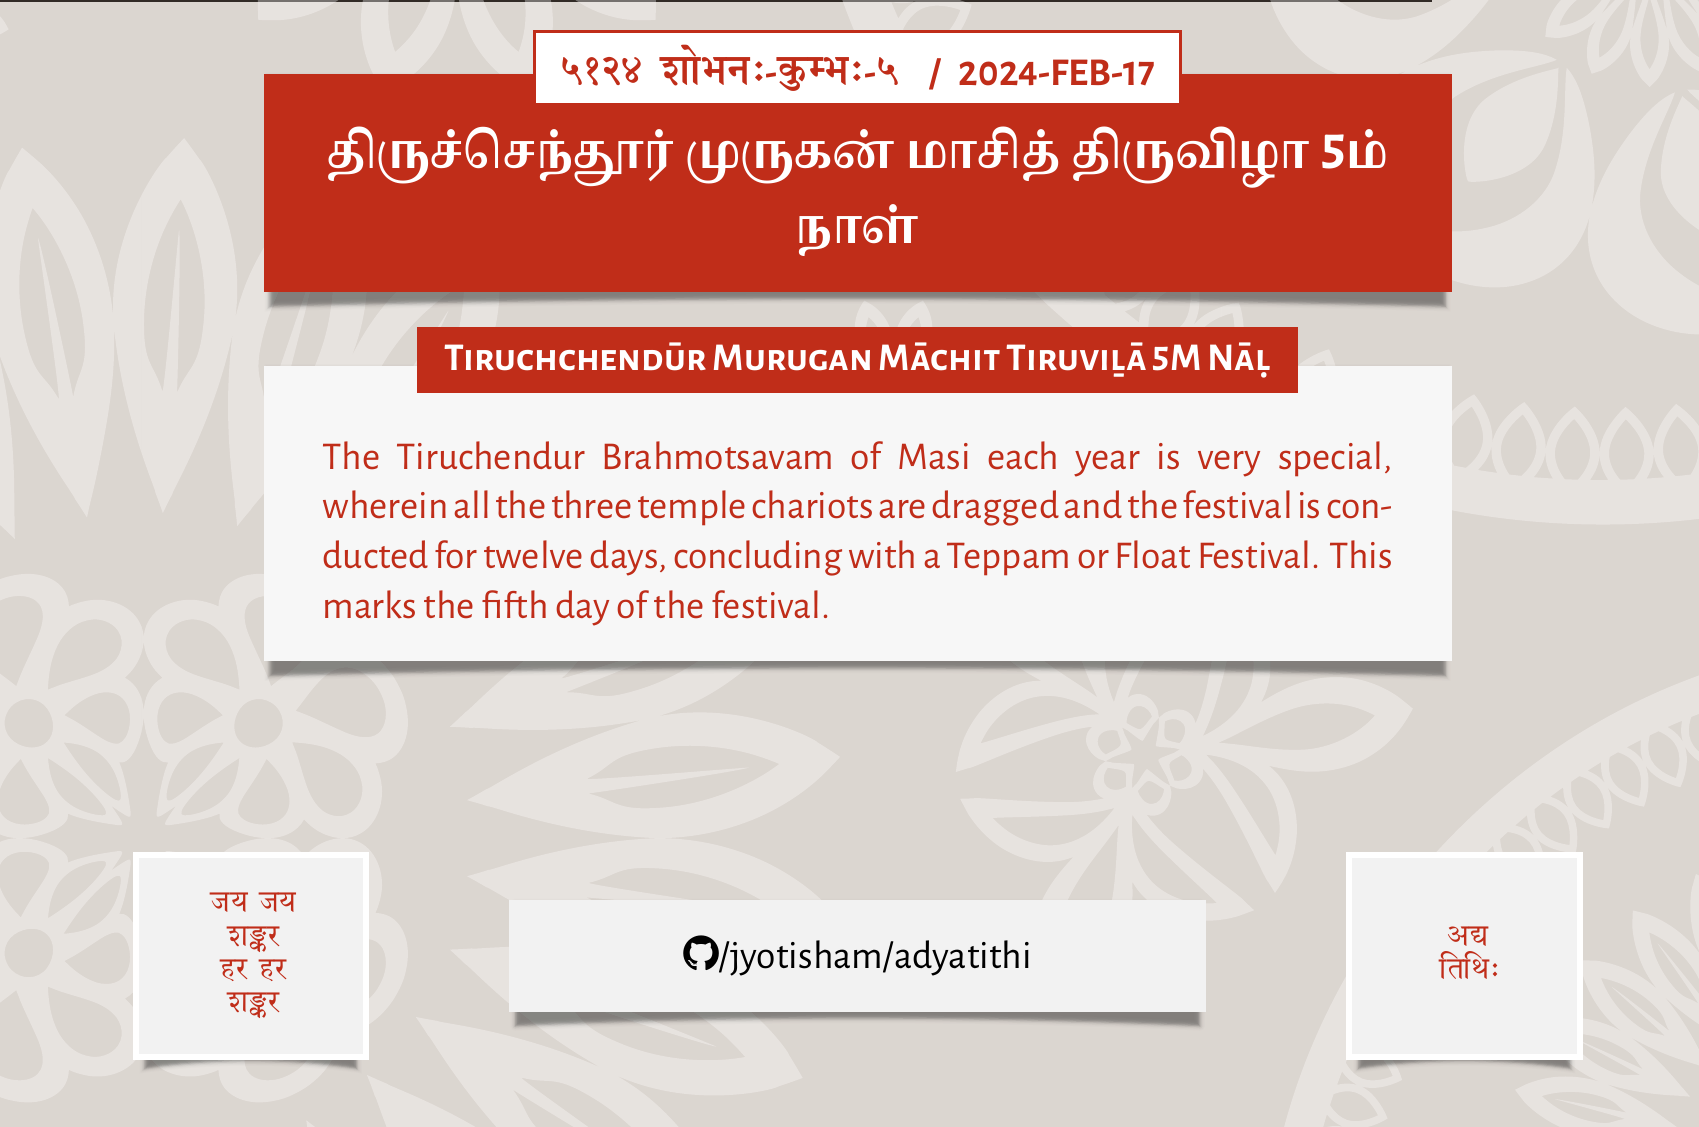 ५१२४ शोभनः-कुम्भः-५ / 2024-FEB-17
திருச்செந்தூர் முருகன் மாசித் திருவிழா 5ம்
நாள்
TIRUCHCHENDŪR MURUGAN MĀCHIT TIRUVIḺĀ 5M NĀḶ
The Tiruchendur Brahmotsavam of Masi each year is very special,
wherein all the three temple chariots are dragged and the festival is con-
ducted for twelve days, concluding with a Teppam or Float Festival. This
marks the fifth day of the festival.
जय जय
शङ्कर
हर हर
शङ्कर
/jyotisham/adyatithi
अद्य
तिथिः